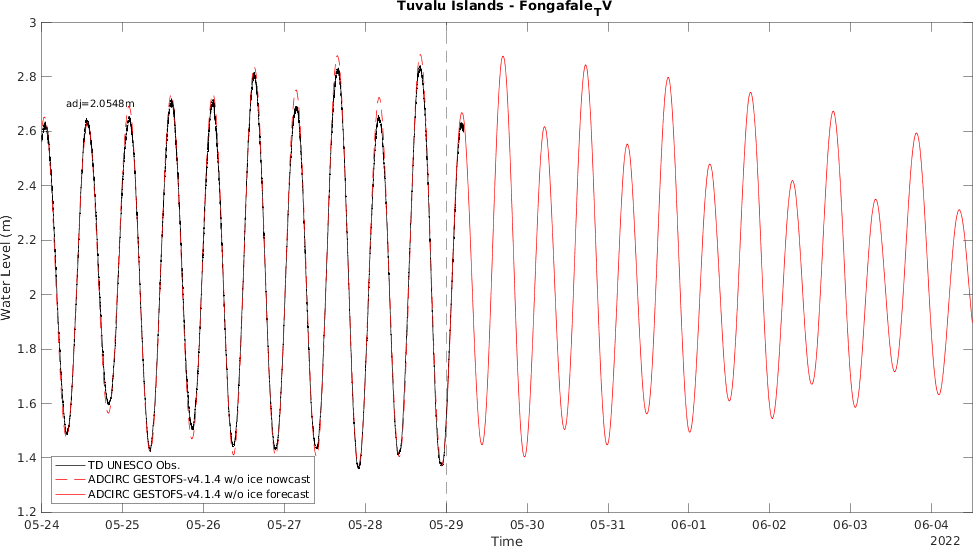 Tuvalu Islands - Fongafale_TV
3
2.8
adj=2.0548m
2.6
2.4
2.2
Water Level (m)
2
1.8
1.6
1.4
1.2
TD UNESCO Obs.
ADCIRC GESTOFS-v4.1.4 w/o ice nowcast
ADCIRC GESTOFS-v4.1.4 w/o ice forecast
05-24 05-25 05-26 05-27 05-28 05-29 05-30 05-31 06-01 06-02 06-03 06-04
Time
2022